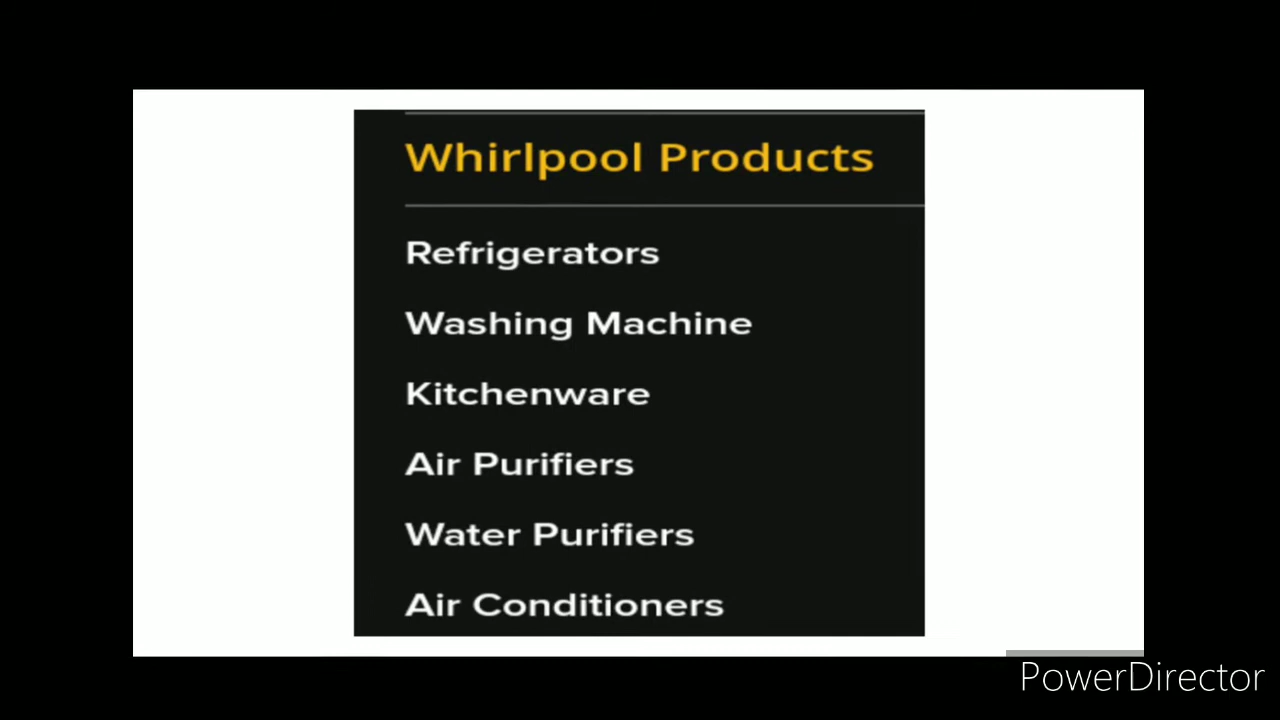 Whirlpool Products
Refrigerators
Washing Machine
Kitchenware
Air Purifiers
Water Purifiers
Air Conditioners
PowerDirector